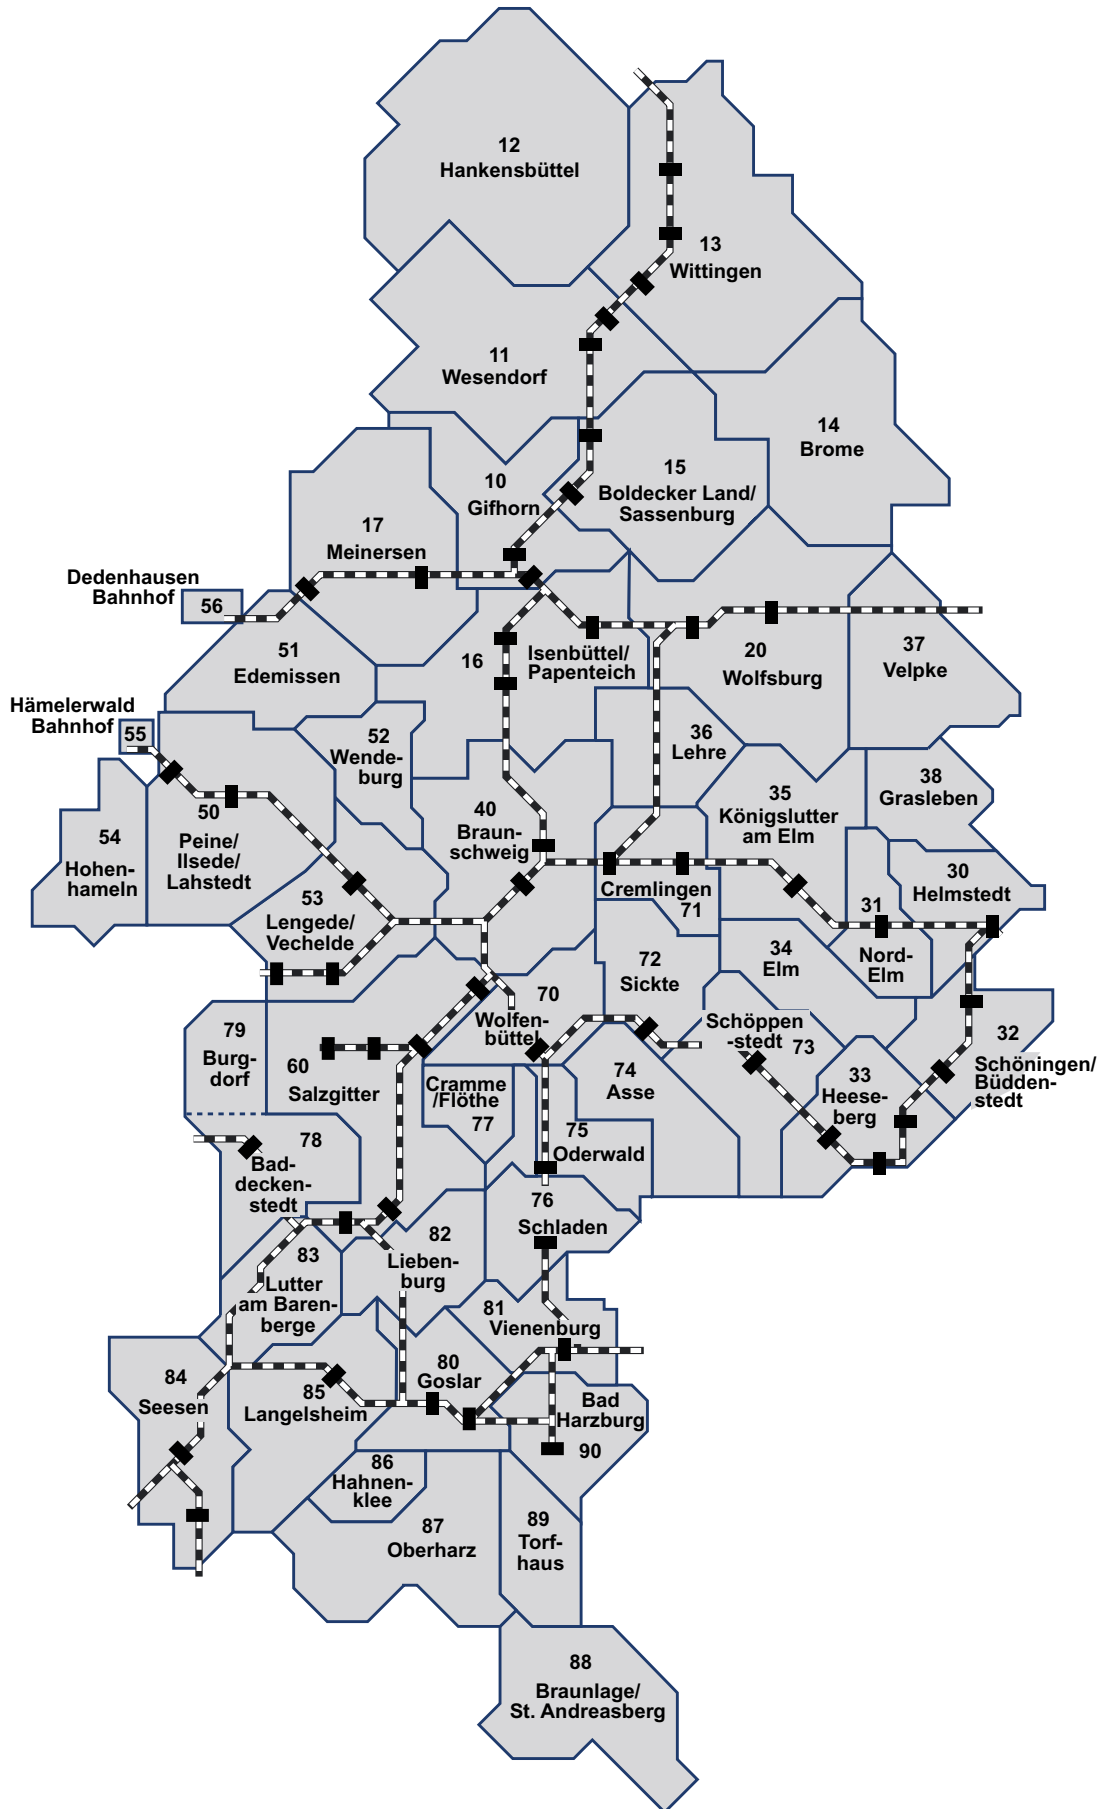 12
Hankensbüttel
13
Wittingen
11
Wesendorf
14
Brome
15
Boldecker Land/
Sassenburg
10
Gifhorn
17
Meinersen
Dedenhausen
Bahnhof
56
51
Edemissen
16
Isenbüttel/
Papenteich
20
Wolfsburg
37
Velpke
Hämelerwald
Bahnhof
55
52
Wende-
burg
36
Lehre
38
Grasleben
35
Königslutter
am Elm
50
Peine/
Ilsede/
Lahstedt
54
Hohen-
hameln
40
Braun-
schweig
30
Helmstedt
Cremlingen
71
31
Nord-
Elm
53
Lengede/
Vechelde
72
Sickte
34
Elm
70
Wolfen-
büttel
79
Burg-
dorf
60
Salzgitter
Schöppen
-stedt
73
32
Schöningen/
Büdden-
stedt
33
Heese-
berg
74
Asse
Cramme
/Flöthe
77
75
Oderwald
78
Bad-
decken-
stedt
76
Schladen
82
Lieben-
burg
83
Lutter
am Baren-
berge
81
Vienenburg
80
Goslar
84
Seesen
85
Langelsheim
Bad
Harzburg
90
86
Hahnen-
klee
87
Oberharz
89
Torf-
haus
88
Braunlage/
St. Andreasberg